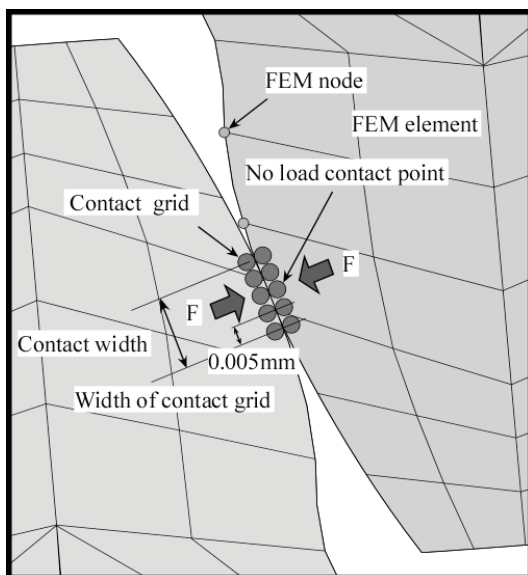 FEM node
FEM element
No load contact point
Contact grid
F
F
Contact width
0.005mm
Width of contact grid